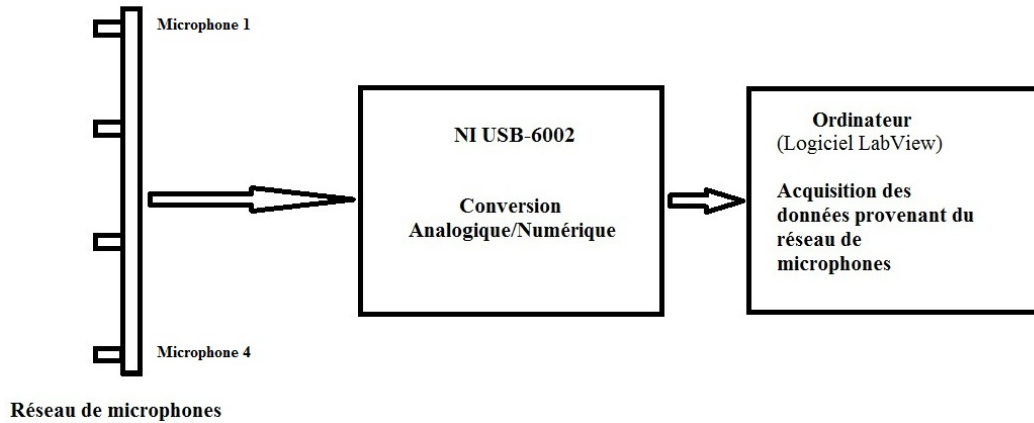 Microphone 1
Microphone 4
Réseau de microphones
NI USB-6002
Conversion
Analogique/Numérique
Ordinateur
(Logiciel LabView)
Acquisition des
données provenant du
réseau de
microphones